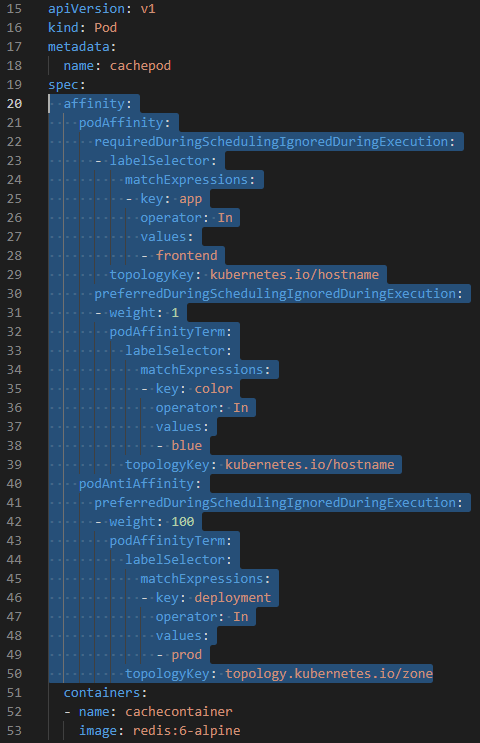 15 apiVersion: v1
16 kind: Pod
17 metadata:
18   name: cachepod
19 spec:
20   affinity:
21     podAffinity:
22       requiredDuringSchedulingIgnoredDuringExecution:
23       - labelSelector:
24           matchExpressions:
25           - key: app
26             operator: In
27             values:
28             - frontend
29         topologyKey: kubernetes.io/hostname
30       preferredDuringSchedulingIgnoredDuringExecution:
31       - weight: 1
32         podAffinityTerm:
33           labelSelector:
34             matchExpressions:
35             - key: color
36               operator: In
37               values:
38               - blue
39           topologyKey: kubernetes.io/hostname
40     podAntiAffinity:
41       preferredDuringSchedulingIgnoredDuringExecution:
42       - weight: 100
43         podAffinityTerm:
44           labelSelector:
45             matchExpressions:
46             - key: deployment
47               operator: In
48               values:
49               - prod
50           topologyKey: topology.kubernetes.io/zone
51   containers:
52   - name: cachecontainer
53     image: redis:6-alpine